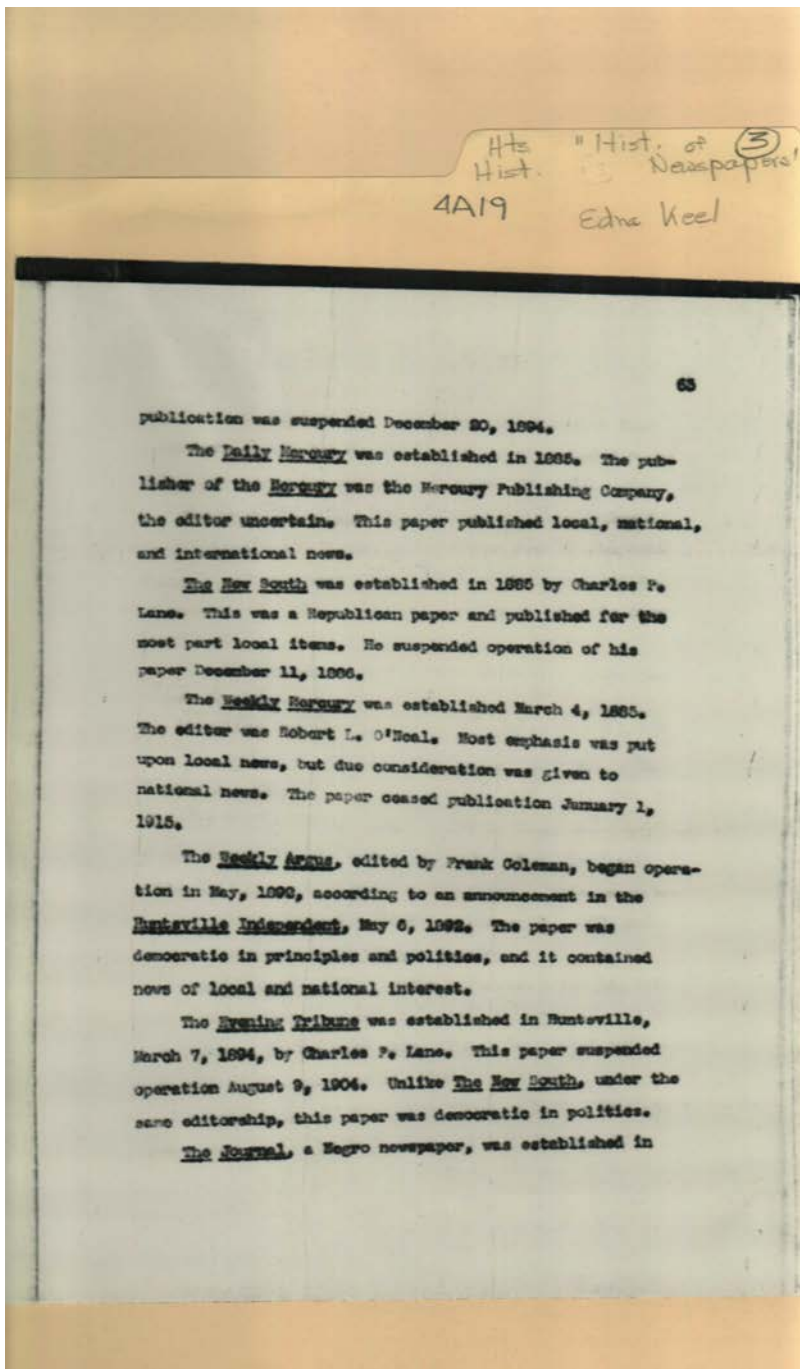 Hts "Hist. of ③
Hist. Newspapers"
4A19 Edna Keel
63
publication was suspended December 20, 1894.
The Daily Mercury was established in 1885. The pub-
lisher of the Mercury was the Mercury Publishing Company,
the editor uncertain. This paper published local, national,
and international news.
The New South was established in 1885 by Charles P.
Lane. This was a Republican paper and published for the
most part local items. He suspended operation of his
paper December 11, 1886.
The Weekly Mercury was established March 4, 1885.
The editor was Robert L. O'Neal. Most emphasis was put
upon local news, but due consideration was given to
national news. The paper ceased publication January 1,
1915.
The Weekly Argus, edited by Frank Coleman, began opera-
tion in May, 1892, according to an announcement in the
Huntsville Independent, May 5, 1892. The paper was
democratic in principles and politics, and it contained
news of local and national interest.
The Evening Tribune was established in Huntsville,
March 7, 1894, by Charles P. Lane. This paper suspended
operation August 9, 1904. Unlike The New South, under the
same editorship, this paper was democratic in politics.
The Journal, a Negro newspaper, was established in